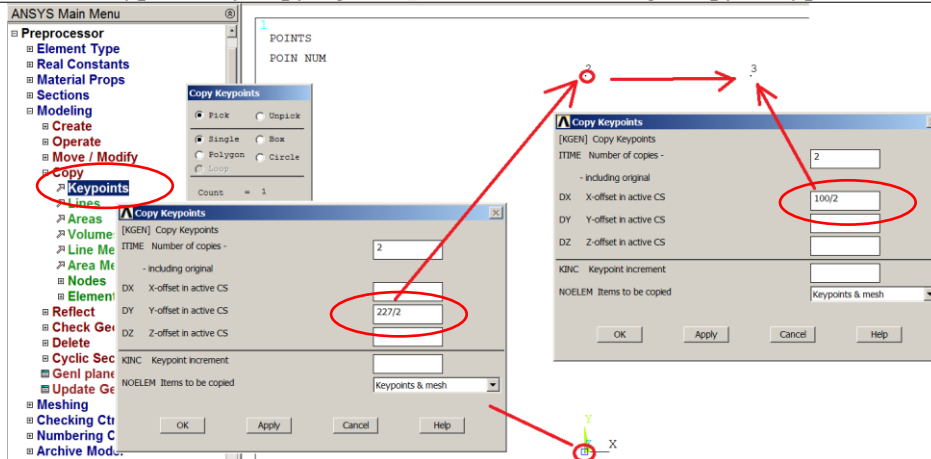 ANSYS Main Menu
Preprocessor
Element Type
Real Constants
Material Props
Sections
Modeling
Create
Operate
Move / Modify
Copy
Keypoints
Lines
Areas
Volume
Line Me
Area Me
Nodes
Element
Reflect
Check Geo
Delete
Cyclic Sec
Genl plane
Update Ge
Meshing
Checking Ctr
Numbering C
Archive Model
1
POINTS
POIN NUM
2
3
Y
X
Copy Keypoints
Pick
Unpick
Single
Box
Polygon
Circle
Loop
Count = 1
Copy Keypoints
[KGEN] Copy Keypoints
ITIME Number of copies -
2
- including original
DX X-offset in active CS
DY Y-offset in active CS
227/2
DZ Z-offset in active CS
KINC Keypoint increment
NOELEM Items to be copied
Keypoints & mesh
OK
Apply
Cancel
Help
Copy Keypoints
[KGEN] Copy Keypoints
ITIME Number of copies -
2
- including original
DX X-offset in active CS
100/2
DY Y-offset in active CS
DZ Z-offset in active CS
KINC Keypoint increment
NOELEM Items to be copied
Keypoints & mesh
OK
Apply
Cancel
Help